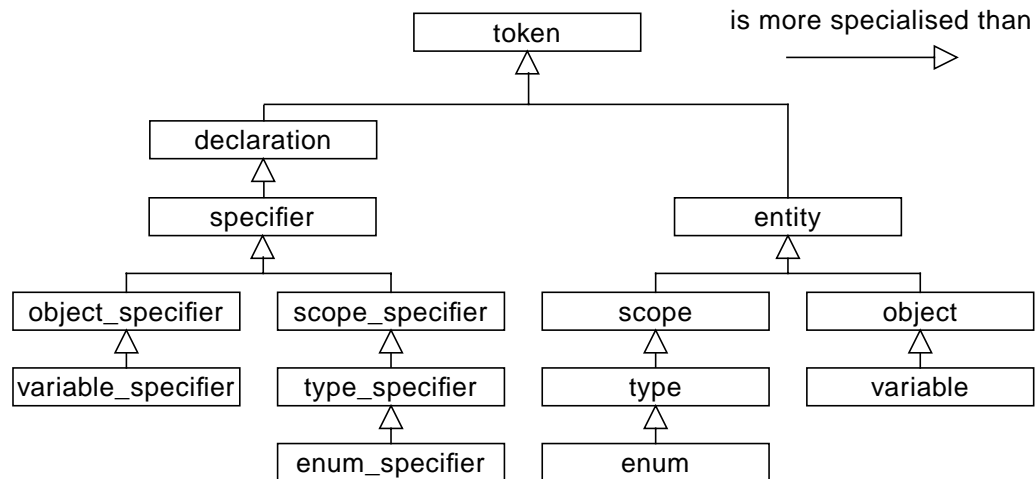 is more specialised than
token
declaration
specifier
entity
object_specifier
scope_specifier
scope
object
variable_specifier
type_specifier
type
variable
enum_specifier
enum